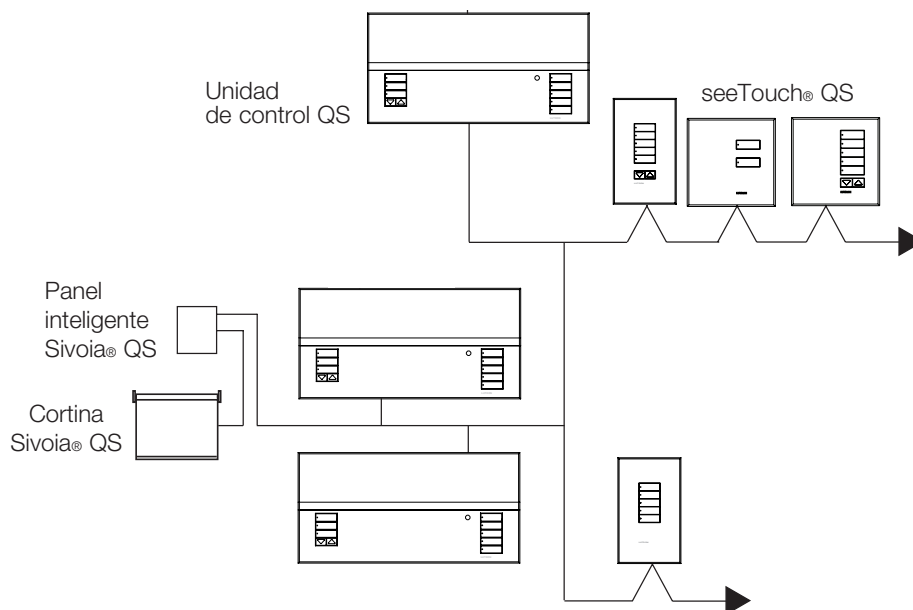 Unidad
de control QS
seeTouch® QS
Panel
inteligente
Sivoia® QS
Cortina
Sivoia® QS